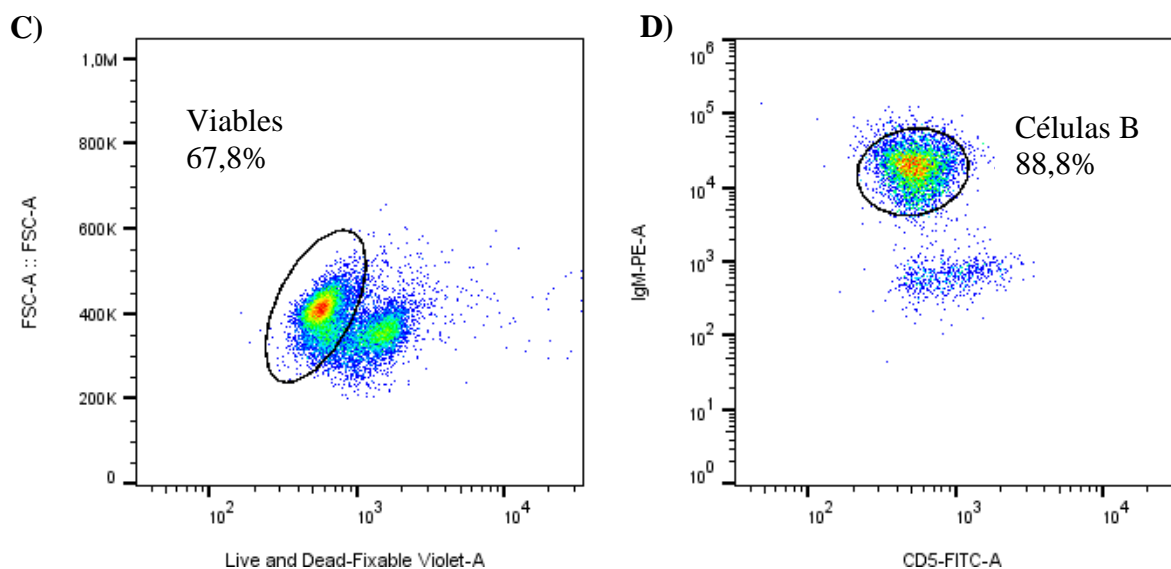 C)
1,0M
800K
600K
400K
200K
0
FSC-A :: FSC-A
Viables
67,8%
10^2
10^3
10^4
Live and Dead-Fixable Violet-A
D)
10^6
10^5
10^4
10^3
10^2
10^1
10^0
IgM-PE-A
Células B
88,8%
10^2
10^3
10^4
CD5-FITC-A